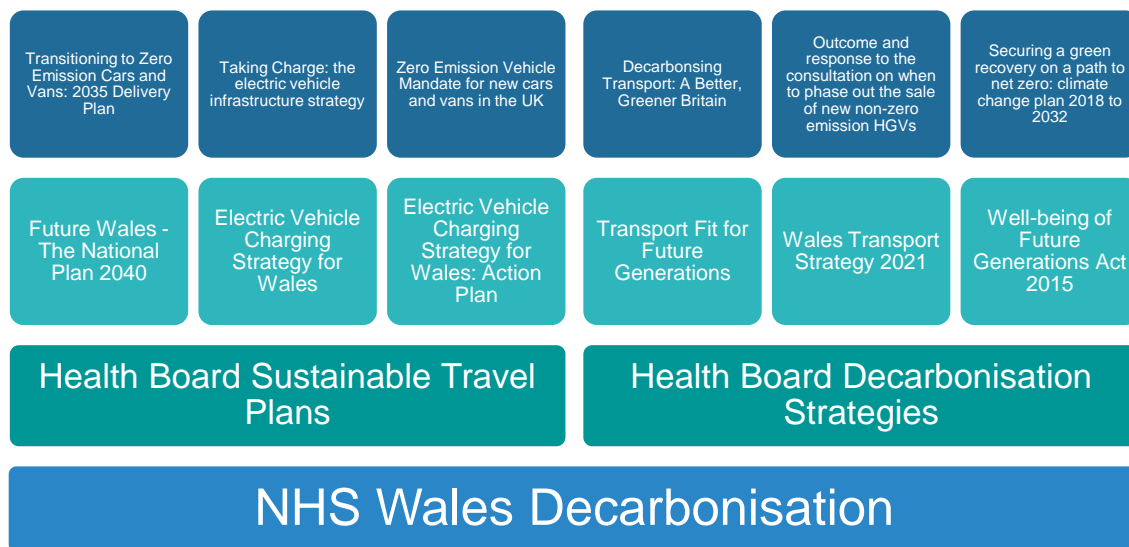 Transitioning to Zero
Emission Cars and
Vans: 2035 Delivery
Plan
Taking Charge: the
electric vehicle
infrastructure strategy
Zero Emission Vehicle
Mandate for new cars
and vans in the UK
Decarbonsing
Transport: A Better,
Greener Britain
Outcome and
response to the
consultation on when
to phase out the sale
of new non-zero
emission HGVs
Securing a green
recovery on a path to
net zero: climate
change plan 2018 to
2032
Future Wales -
The National
Plan 2040
Electric Vehicle
Charging
Strategy for
Wales
Electric Vehicle
Charging
Strategy for
Wales: Action
Plan
Transport Fit for
Future
Generations
Wales Transport
Strategy 2021
Well-being of
Future
Generations Act
2015
Health Board Sustainable Travel
Plans
Health Board Decarbonisation
Strategies
NHS Wales Decarbonisation